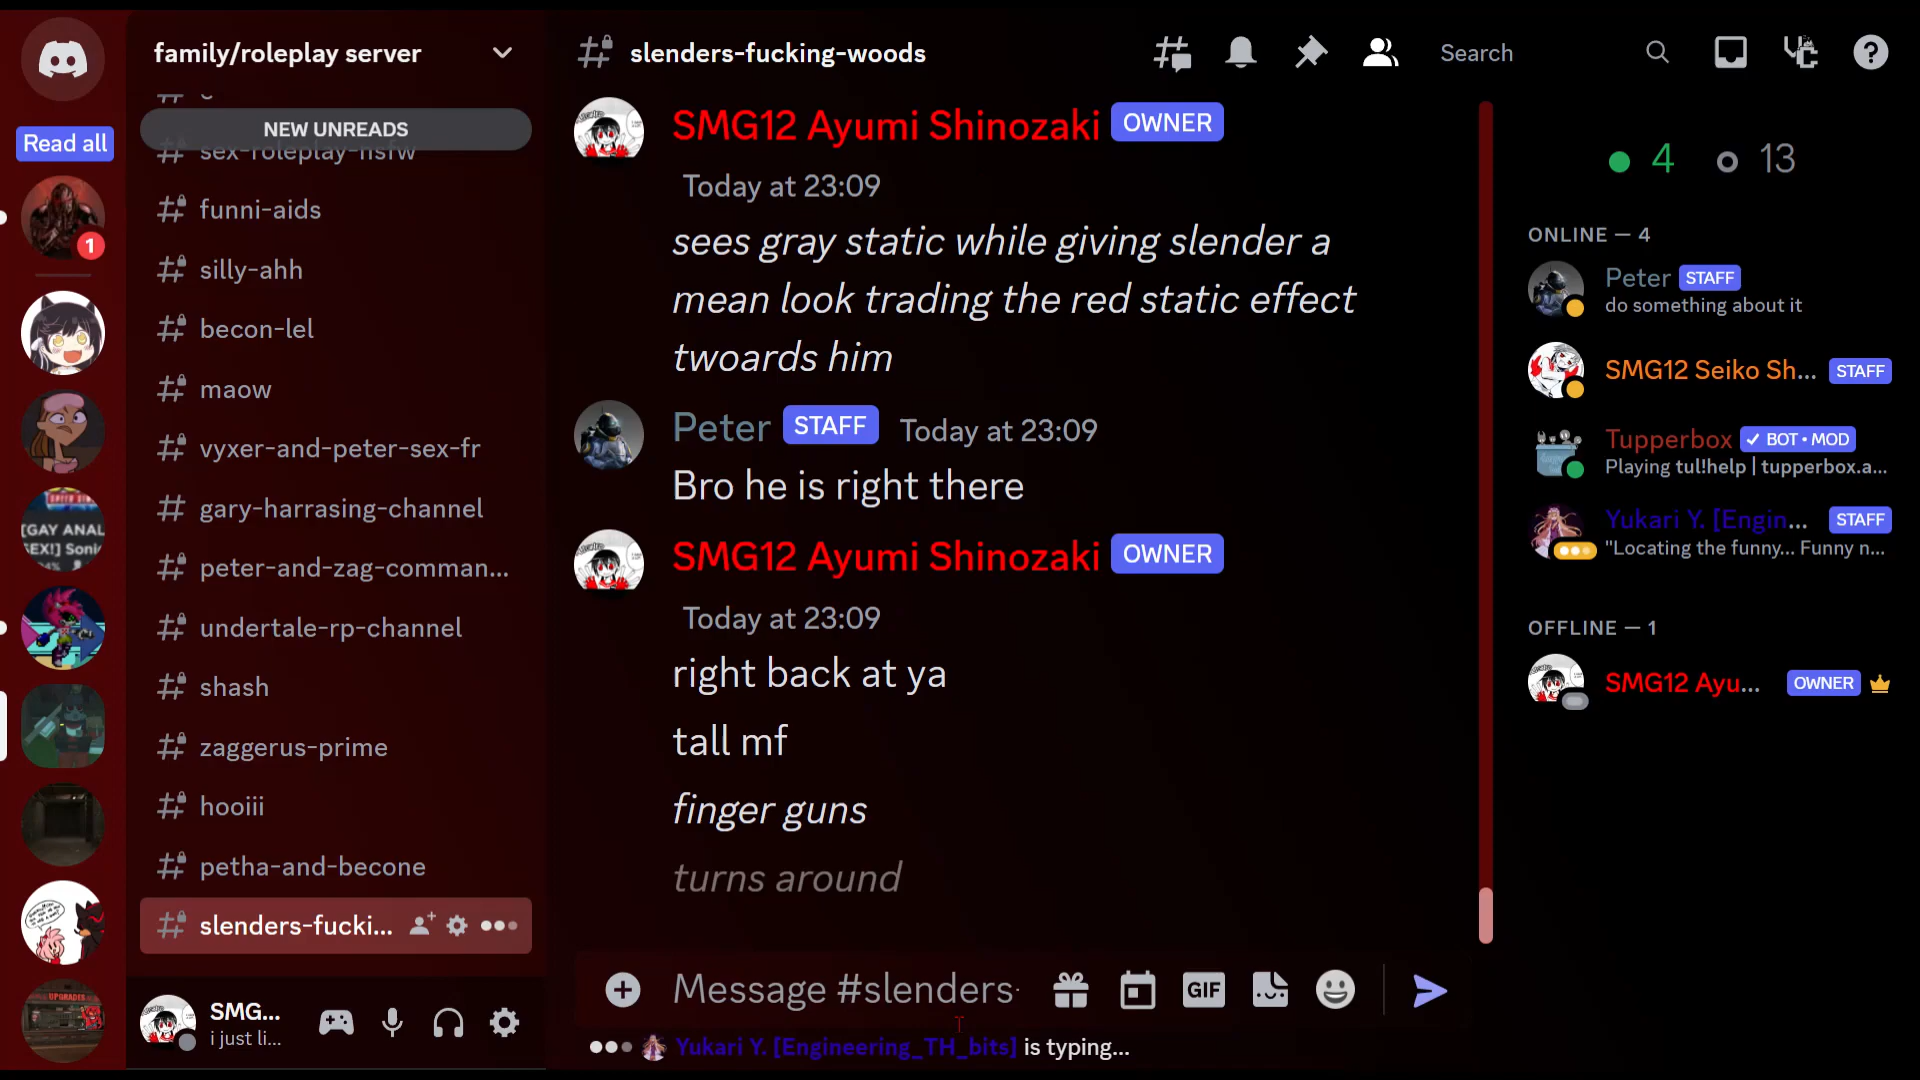 family/roleplay server
NEW UNREADS
Read all
1
sex-roleplay-nsfw
funni-aids
silly-ahh
becon-lel
maow
vyxer-and-peter-sex-fr
gary-harrasing-channel
peter-and-zag-comman...
undertale-rp-channel
shash
zaggerus-prime
hooiii
petha-and-becone
slenders-fucki...
SMG...
i just li...
[GAY ANAL
UPGRADES
slenders-fucking-woods
Search
SMG12 Ayumi Shinozaki OWNER
Today at 23:09
sees gray static while giving slender a
mean look trading the red static effect
twoards him
Peter STAFF Today at 23:09
Bro he is right there
SMG12 Ayumi Shinozaki OWNER
Today at 23:09
right back at ya
tall mf
finger guns
turns around
Message #slenders
GIF
Yukari Y. [Engineering_TH_bits] is typing...
4 13
ONLINE — 4
Peter STAFF
do something about it
SMG12 Seiko Sh... STAFF
Tupperbox ✓ BOT • MOD
Playing tul!help | tupperbox.a...
Yukari Y. [Engin... STAFF
"Locating the funny... Funny n...
OFFLINE — 1
SMG12 Ayu... OWNER